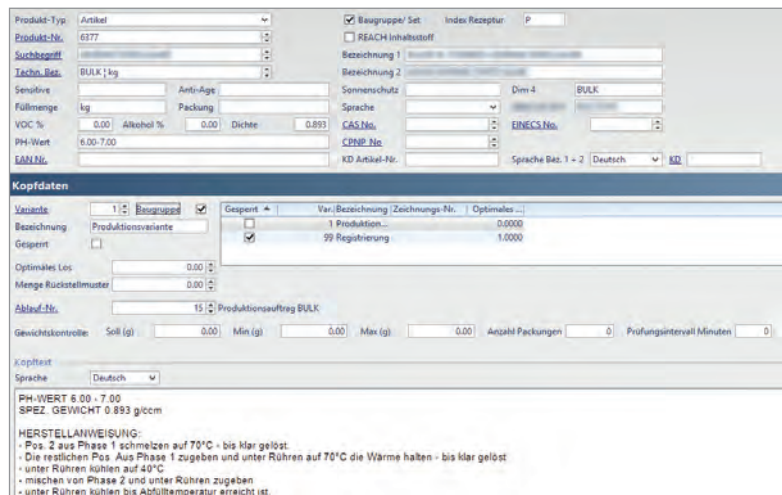 Produkt-Typ Artikel Baugruppe/ Set Index Rezeptur P
Produkt-Nr. 6377 REACH Inhaltsstoff
Suchbegriff Bezeichnung 1
Techn. Bez. BULK ¦ kg Bezeichnung 2
Sensitive Anti-Age Sonnenschutz Dim 4 BULK
Füllmenge kg Packung Sprache
VOC % 0.00 Alkohol % 0.00 Dichte 0.893 CAS No. EINECS No.
PH-Wert 6.00-7.00 CPNP No
EAN Nr. KD Artikel-Nr. Sprache Bez. 1 + 2 Deutsch KD
Kopfdaten
Variante 1 Baugruppe Gesperrt Var. Bezeichnung Zeichnungs-Nr. Optimales ...
Bezeichnung Produktionsvariante 1 Produktion... 0.0000
Gesperrt 99 Registrierung 1.0000
Optimales Los 0.00
Menge Rückstellmuster 0.00
Ablauf-Nr. 15 Produktionsauftrag BULK
Gewichtskontrolle: Soll (g) 0.00 Min (g) 0.00 Max (g) 0.00 Anzahl Packungen 0 Prüfungsintervall Minuten 0
Kopftext
Sprache Deutsch
PH-WERT 6.00 - 7.00
SPEZ. GEWICHT 0.893 g/ccm
HERSTELLANWEISUNG:
- Pos. 2 aus Phase 1 schmelzen auf 70°C - bis klar gelöst.
- Die restlichen Pos. Aus Phase 1 zugeben und unter Rühren auf 70°C die Wärme halten - bis klar gelöst
- unter Rühren kühlen auf 40°C
- mischen von Phase 2 und unter Rühren zugeben
- unter Rühren kühlen bis Abfülltemperatur erreicht ist.